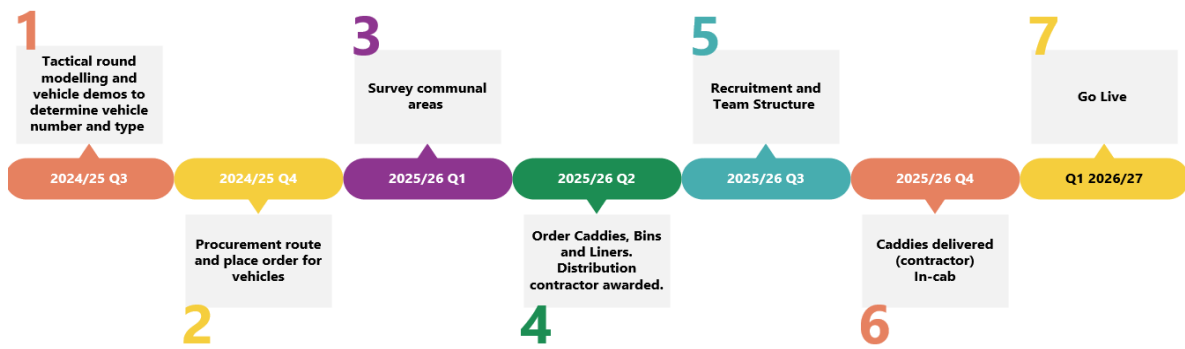 1
Tactical round
modelling and
vehicle demos to
determine vehicle
number and type
2024/25 Q3
2024/25 Q4
Procurement route
and place order for
vehicles
2
3
Survey communal
areas
2025/26 Q1
2025/26 Q2
Order Caddies, Bins
and Liners.
Distribution
contractor awarded.
4
5
Recruitment and
Team Structure
2025/26 Q3
2025/26 Q4
Caddies delivered
(contractor)
In-cab
6
7
Go Live
Q1 2026/27